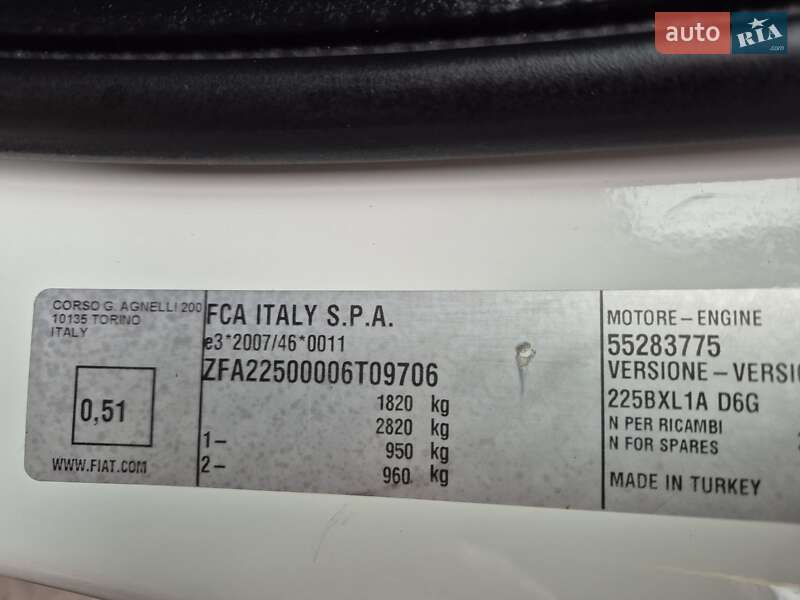 auto RIA .com
CORSO G. AGNELLI 200
10135 TORINO
ITALY
0,51
WWW.FIAT.COM
FCA ITALY S.P.A.
e3*2007/46*0011
ZFA22500006T09706
1820 kg
2820 kg
1– 950 kg
2– 960 kg
MOTORE – ENGINE
55283775
VERSIONE – VERSI
225BXL1A D6G
N PER RICAMBI
N FOR SPARES
MADE IN TURKEY